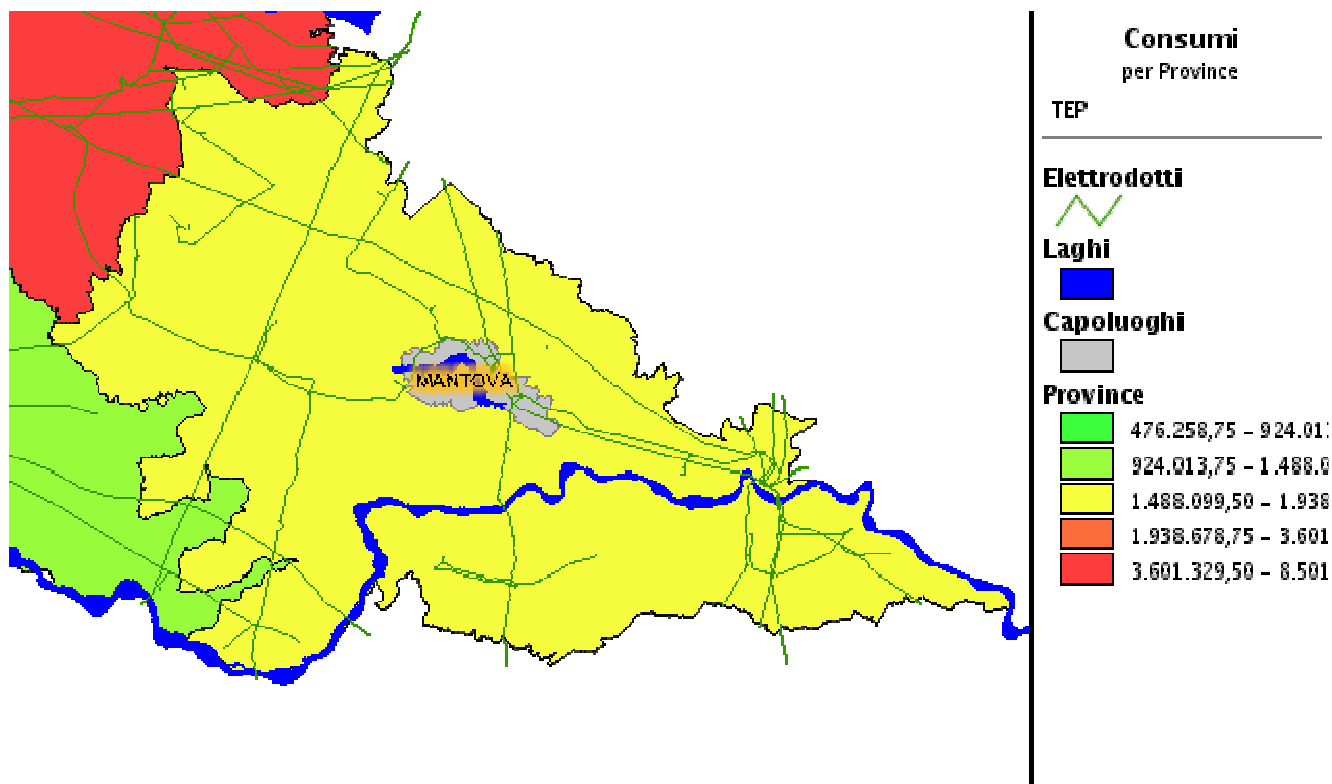 MANTOVA
Consumi
per Province
TEP
Elettrodotti
Laghi
Capoluoghi
Province
476.258,75 – 924.01
924.013,75 – 1.488.0
1.488.099,50 – 1.938
1.938.678,75 – 3.601
3.601.329,50 – 8.501